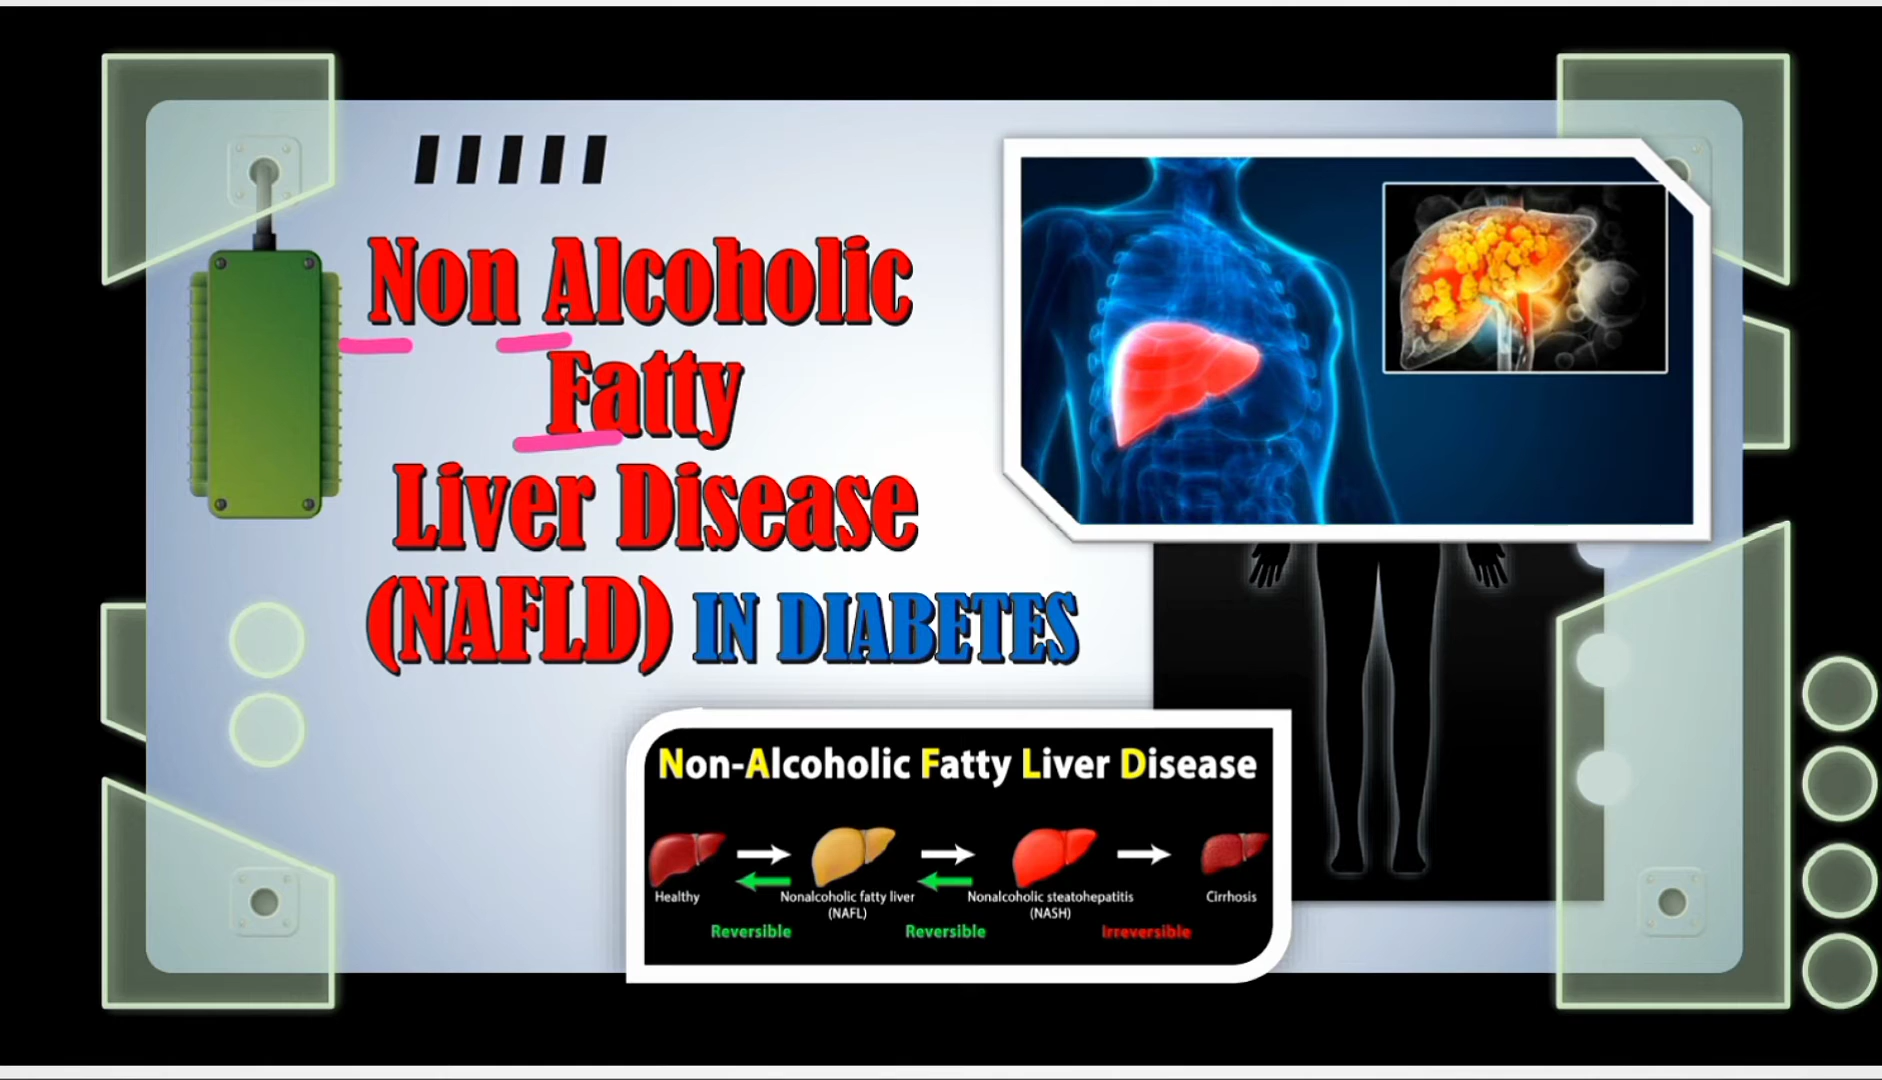 Non Alcoholic
Fatty
Liver Disease
(NAFLD) IN DIABETES
Non-Alcoholic Fatty Liver Disease
Healthy
Nonalcoholic fatty liver
(NAFL)
Nonalcoholic steatohepatitis
(NASH)
Cirrhosis
Reversible
Reversible
Irreversible